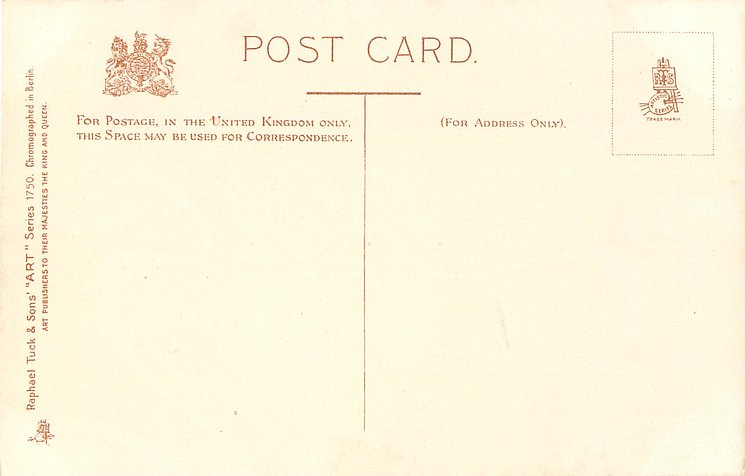 POST CARD.
FOR POSTAGE, IN THE UNITED KINGDOM ONLY,
THIS SPACE MAY BE USED FOR CORRESPONDENCE.
(FOR ADDRESS ONLY).
TRADE MARK
Raphael Tuck & Sons' "ART" Series 1750. Chromographed in Berlin.
ART PUBLISHERS TO THEIR MAJESTIES THE KING AND QUEEN.